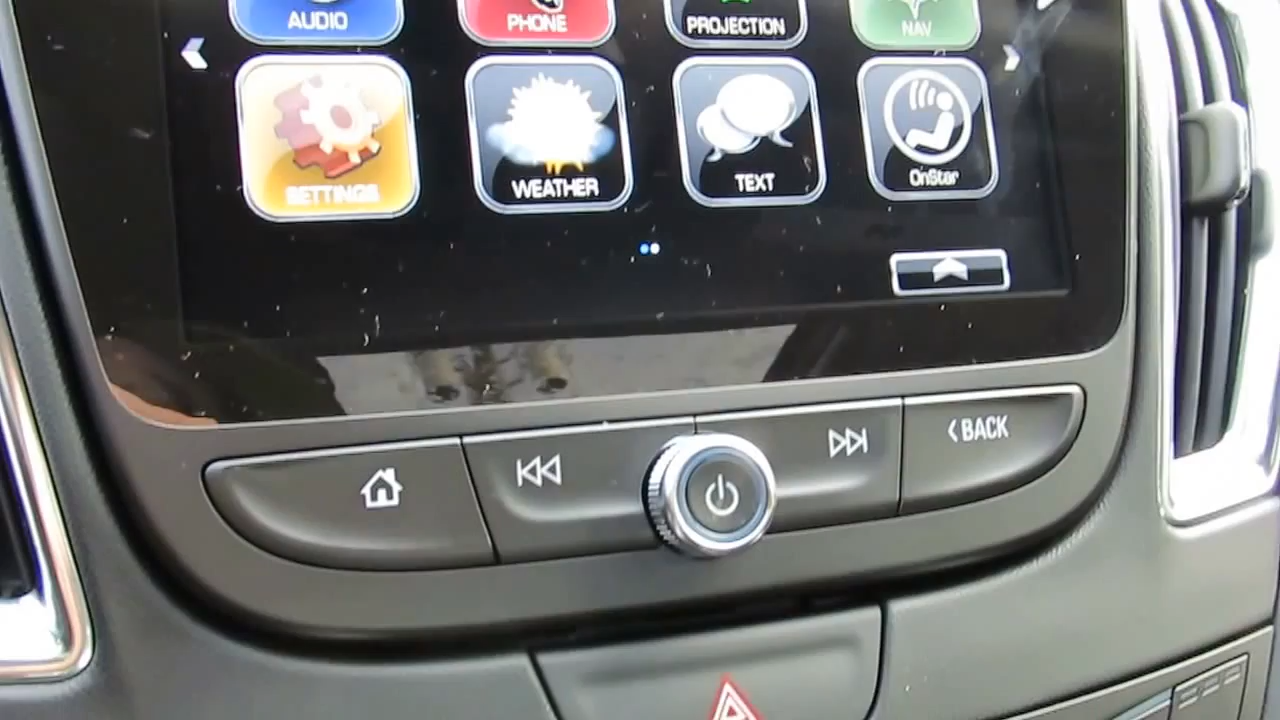 AUDIO
PHONE
PROJECTION
NAV
SETTINGS
WEATHER
TEXT
OnStar
BACK